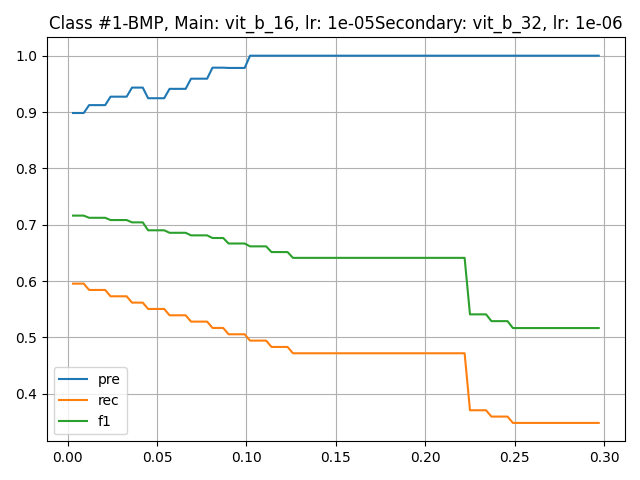 Class #1-BMP, Main: vit_b_16, lr: 1e-05Secondary: vit_b_32, lr: 1e-06
1.0
0.9
0.8
0.7
0.6
0.5
0.4
pre
rec
f1
0.00 0.05 0.10 0.15 0.20 0.25 0.30